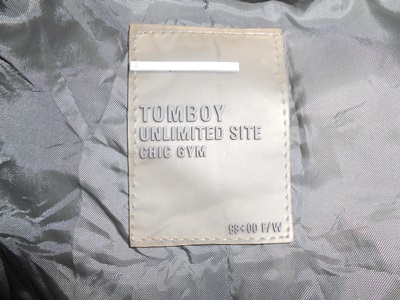 TOMBOY
UNLIMITED SITE
CHIC GYM
99<00 F/W